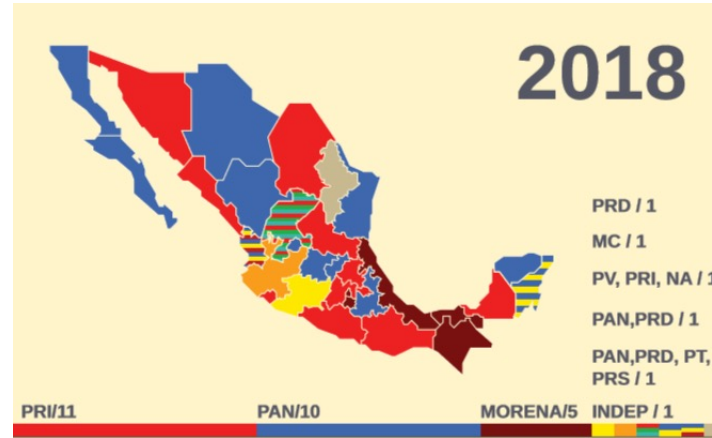 2018
PRD / 1
MC / 1
PV, PRI, NA / 1
PAN,PRD / 1
PAN,PRD, PT,
PRS / 1
PRI/11
PAN/10
MORENA/5
INDEP / 1